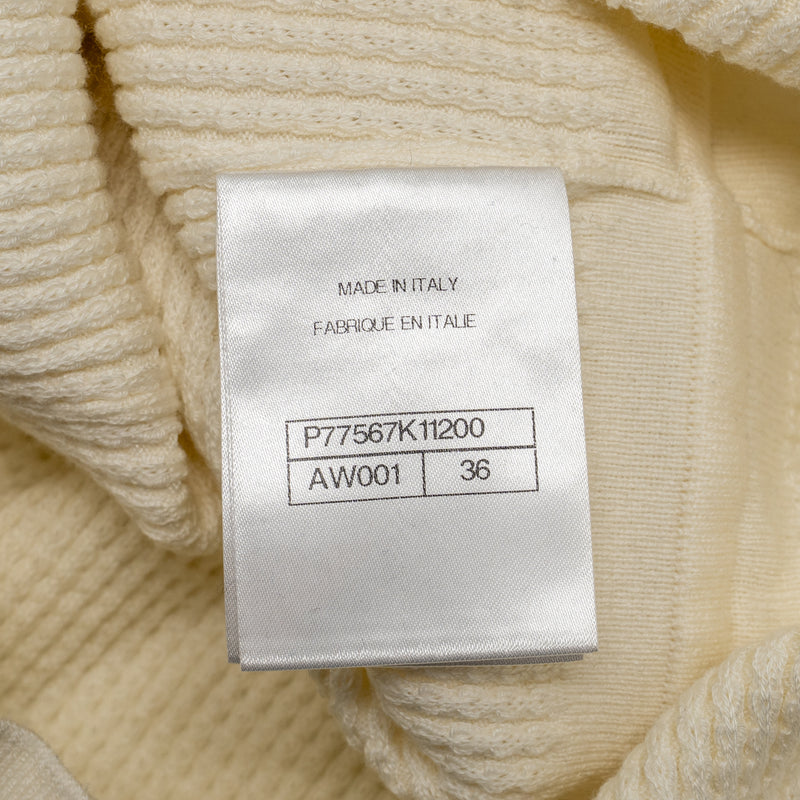 MADE IN ITALY
FABRIQUE EN ITALIE
P77567K11200
AW001 36